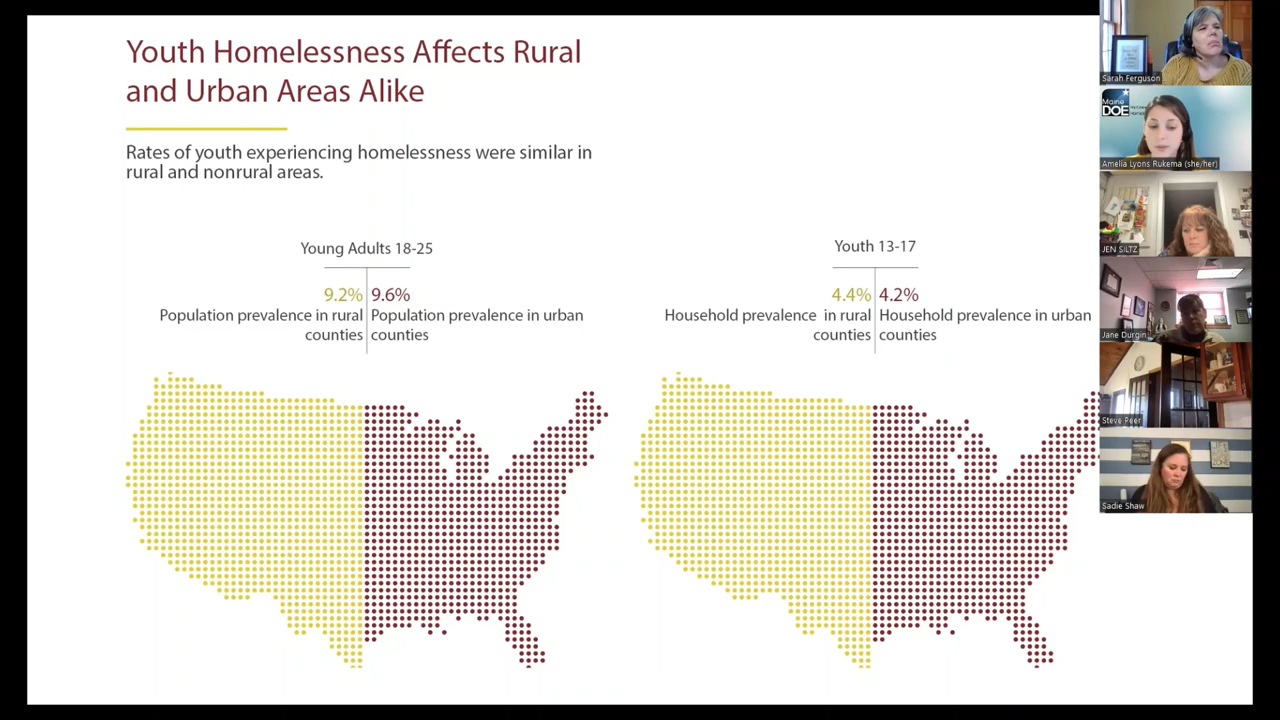 Youth Homelessness Affects Rural
and Urban Areas Alike
Rates of youth experiencing homelessness were similar in
rural and nonrural areas.
Young Adults 18-25
9.2%
Population prevalence in rural
counties
9.6%
Population prevalence in urban
counties
Youth 13-17
4.4%
Household prevalence in rural
counties
4.2%
Household prevalence in urban
counties
Sarah Ferguson
Maine
DOE
Amelia Lyons Rukema (she/her)
JEN SILTZ
Jane Durgin
Steve Peer
Sadie Shaw